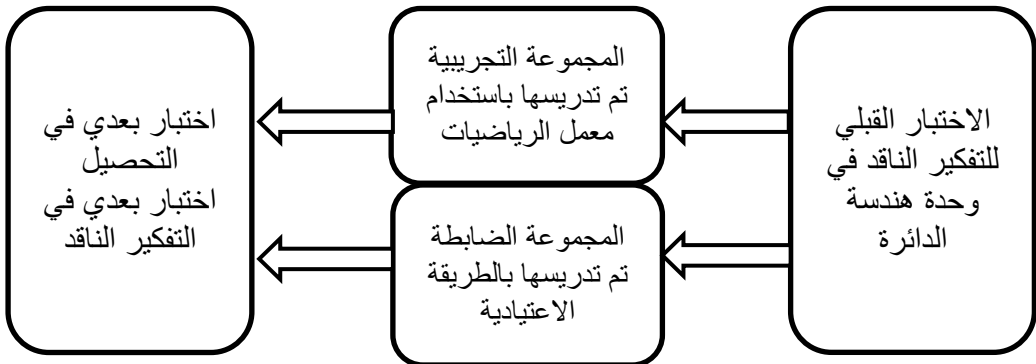 الاختبار القبلي
للتفكير الناقد في
وحدة هندسة
الدائرة
المجموعة التجريبية
تم تدريسها باستخدام
معمل الرياضيات
المجموعة الضابطة
تم تدريسها بالطريقة
الاعتيادية
اختبار بعدي في
التحصيل
اختبار بعدي في
التفكير الناقد